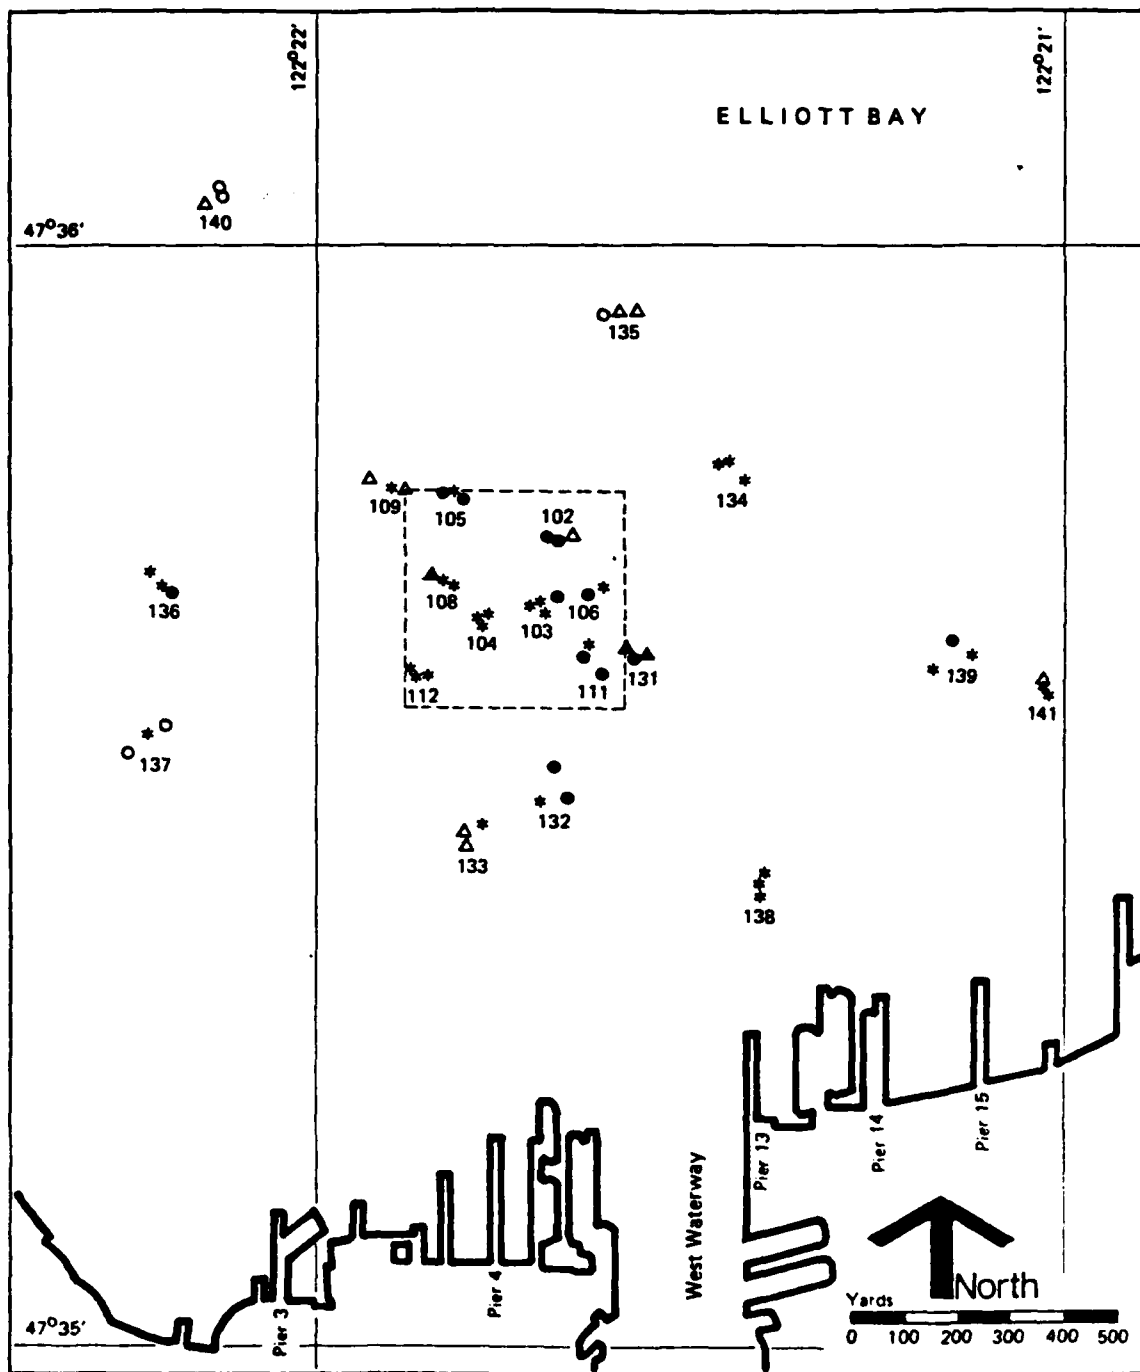 122°22'
122°21'
ELLIOTT BAY
140
47°36'
135
134
109
105
102
108
106
136
104
103
112
111
131
139
141
137
132
133
138
Pier 15
Pier 14
Pier 13
West Waterway
Pier 4
Pier 3
North
Yards
47°35'
0 100 200 300 400 500